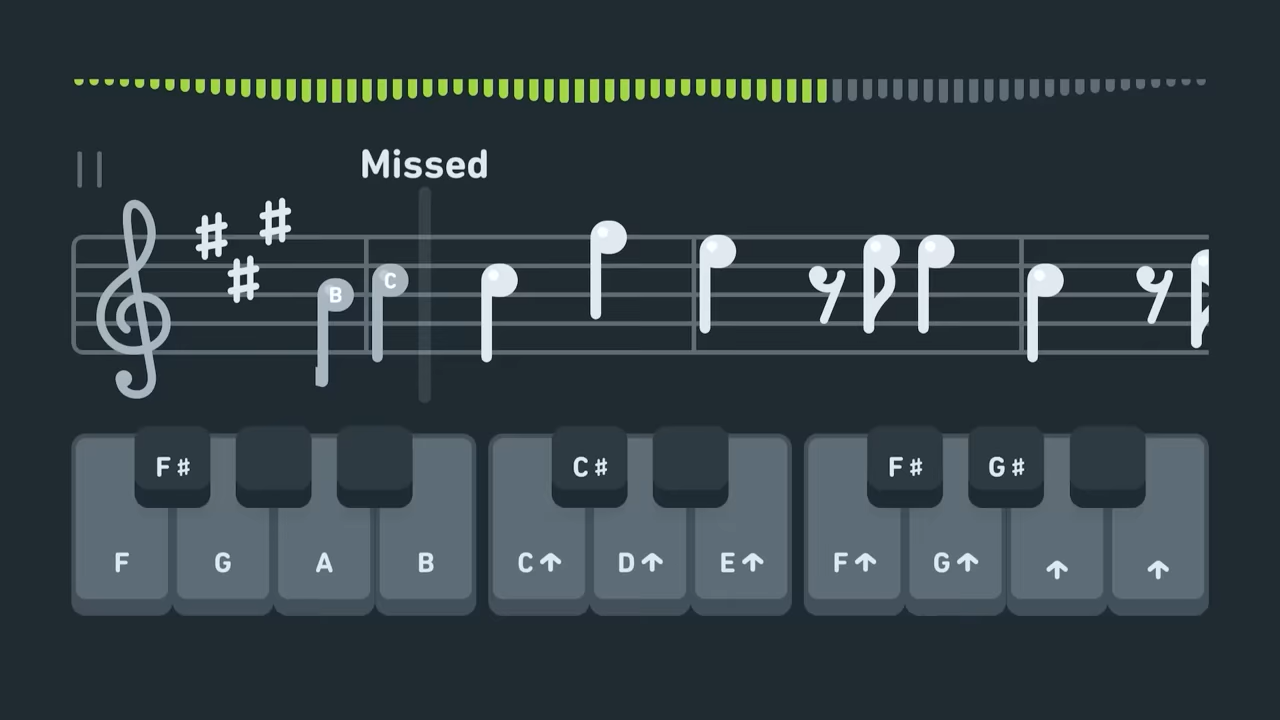 Missed
B C
F# C# F# G#
F G A B C↑ D↑ E↑ F↑ G↑ ↑ ↑